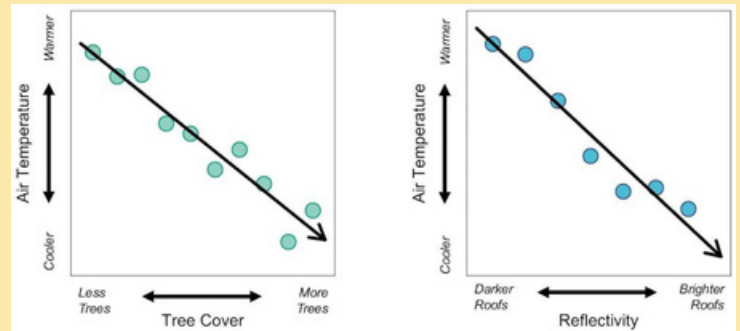 Warmer
Air Temperature
Cooler
Less
Trees
More
Trees
Tree Cover
Warmer
Air Temperature
Cooler
Darker
Roofs
Brighter
Roofs
Reflectivity